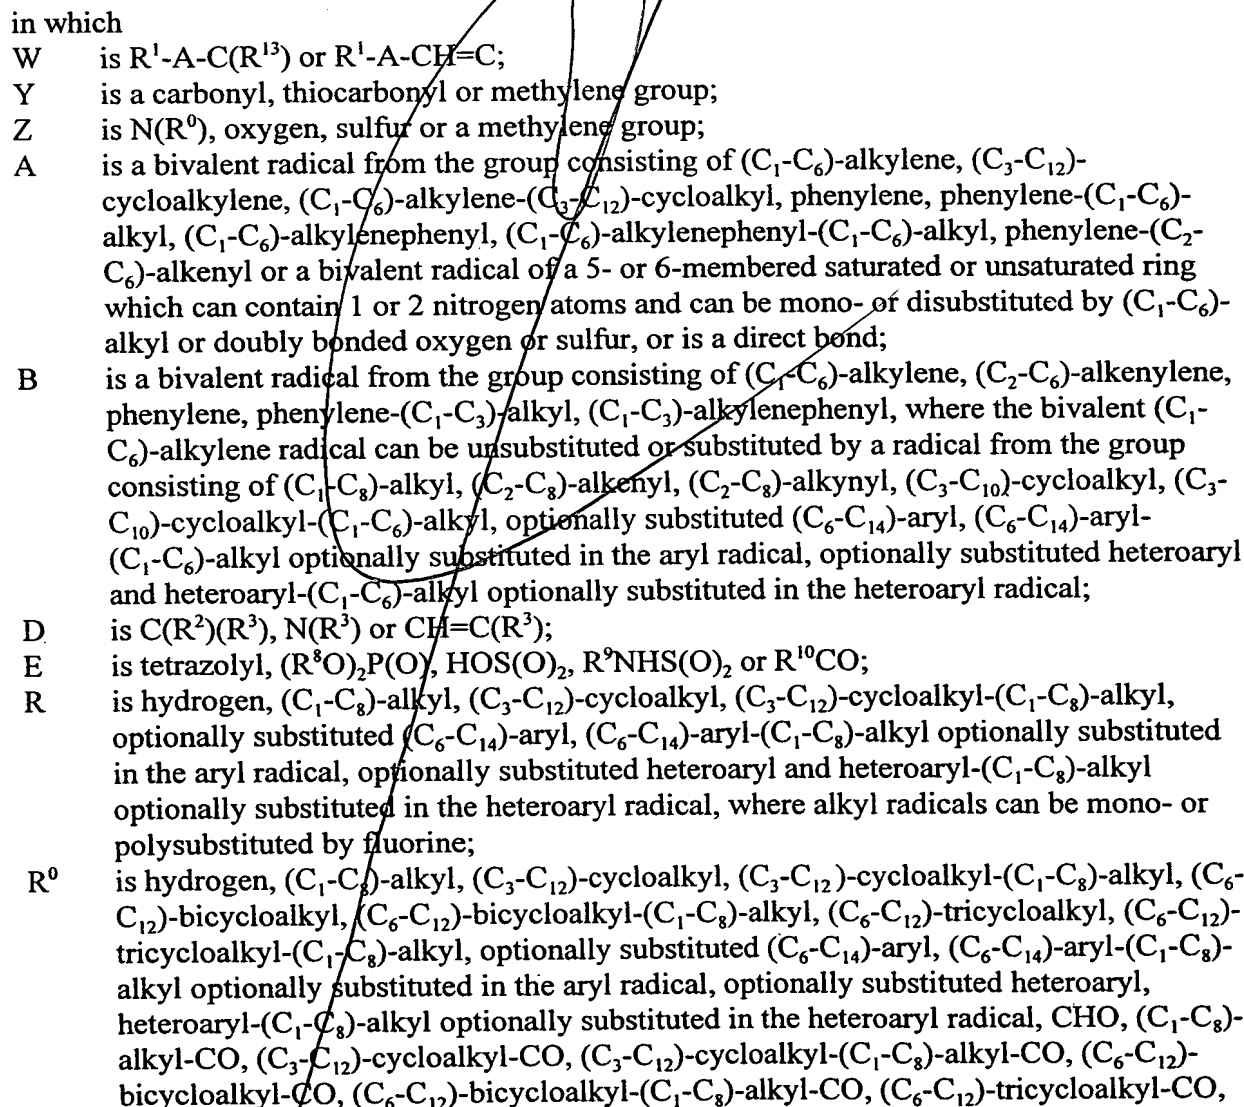 in which
W is R¹-A-C(R¹³) or R¹-A-CH=C;
Y is a carbonyl, thiocarbonyl or methylene group;
Z is N(R⁰), oxygen, sulfur or a methylene group;
A is a bivalent radical from the group consisting of (C₁-C₆)-alkylene, (C₃-C₁₂)-
cycloalkylene, (C₁-C₆)-alkylene-(C₃-C₁₂)-cycloalkyl, phenylene, phenylene-(C₁-C₆)-
alkyl, (C₁-C₆)-alkylenephenyl, (C₁-C₆)-alkylenephenyl-(C₁-C₆)-alkyl, phenylene-(C₂-
C₆)-alkenyl or a bivalent radical of a 5- or 6-membered saturated or unsaturated ring
which can contain 1 or 2 nitrogen atoms and can be mono- or disubstituted by (C₁-C₆)-
alkyl or doubly bonded oxygen or sulfur, or is a direct bond;
B is a bivalent radical from the group consisting of (C₁-C₆)-alkylene, (C₂-C₆)-alkenylene,
phenylene, phenylene-(C₁-C₃)-alkyl, (C₁-C₃)-alkylenephenyl, where the bivalent (C₁-
C₆)-alkylene radical can be unsubstituted or substituted by a radical from the group
consisting of (C₁-C₈)-alkyl, (C₂-C₈)-alkenyl, (C₂-C₈)-alkynyl, (C₃-C₁₀)-cycloalkyl, (C₃-
C₁₀)-cycloalkyl-(C₁-C₆)-alkyl, optionally substituted (C₆-C₁₄)-aryl, (C₆-C₁₄)-aryl-
(C₁-C₆)-alkyl optionally substituted in the aryl radical, optionally substituted heteroaryl
and heteroaryl-(C₁-C₆)-alkyl optionally substituted in the heteroaryl radical;
D is C(R²)(R³), N(R³) or CH=C(R³);
E is tetrazolyl, (R⁸O)₂P(O), HOS(O)₂, R⁹NHS(O)₂ or R¹⁰CO;
R is hydrogen, (C₁-C₈)-alkyl, (C₃-C₁₂)-cycloalkyl, (C₃-C₁₂)-cycloalkyl-(C₁-C₈)-alkyl,
optionally substituted (C₆-C₁₄)-aryl, (C₆-C₁₄)-aryl-(C₁-C₈)-alkyl optionally substituted
in the aryl radical, optionally substituted heteroaryl and heteroaryl-(C₁-C₈)-alkyl
optionally substituted in the heteroaryl radical, where alkyl radicals can be mono- or
polysubstituted by fluorine;
R⁰ is hydrogen, (C₁-C₈)-alkyl, (C₃-C₁₂)-cycloalkyl, (C₃-C₁₂)-cycloalkyl-(C₁-C₈)-alkyl, (C₆-
C₁₂)-bicycloalkyl, (C₆-C₁₂)-bicycloalkyl-(C₁-C₈)-alkyl, (C₆-C₁₂)-tricycloalkyl, (C₆-C₁₂)-
tricycloalkyl-(C₁-C₈)-alkyl, optionally substituted (C₆-C₁₄)-aryl, (C₆-C₁₄)-aryl-(C₁-C₈)-
alkyl optionally substituted in the aryl radical, optionally substituted heteroaryl,
heteroaryl-(C₁-C₈)-alkyl optionally substituted in the heteroaryl radical, CHO, (C₁-C₈)-
alkyl-CO, (C₃-C₁₂)-cycloalkyl-CO, (C₃-C₁₂)-cycloalkyl-(C₁-C₈)-alkyl-CO, (C₆-C₁₂)-
bicycloalkyl-CO, (C₆-C₁₂)-bicycloalkyl-(C₁-C₈)-alkyl-CO, (C₆-C₁₂)-tricycloalkyl-CO,